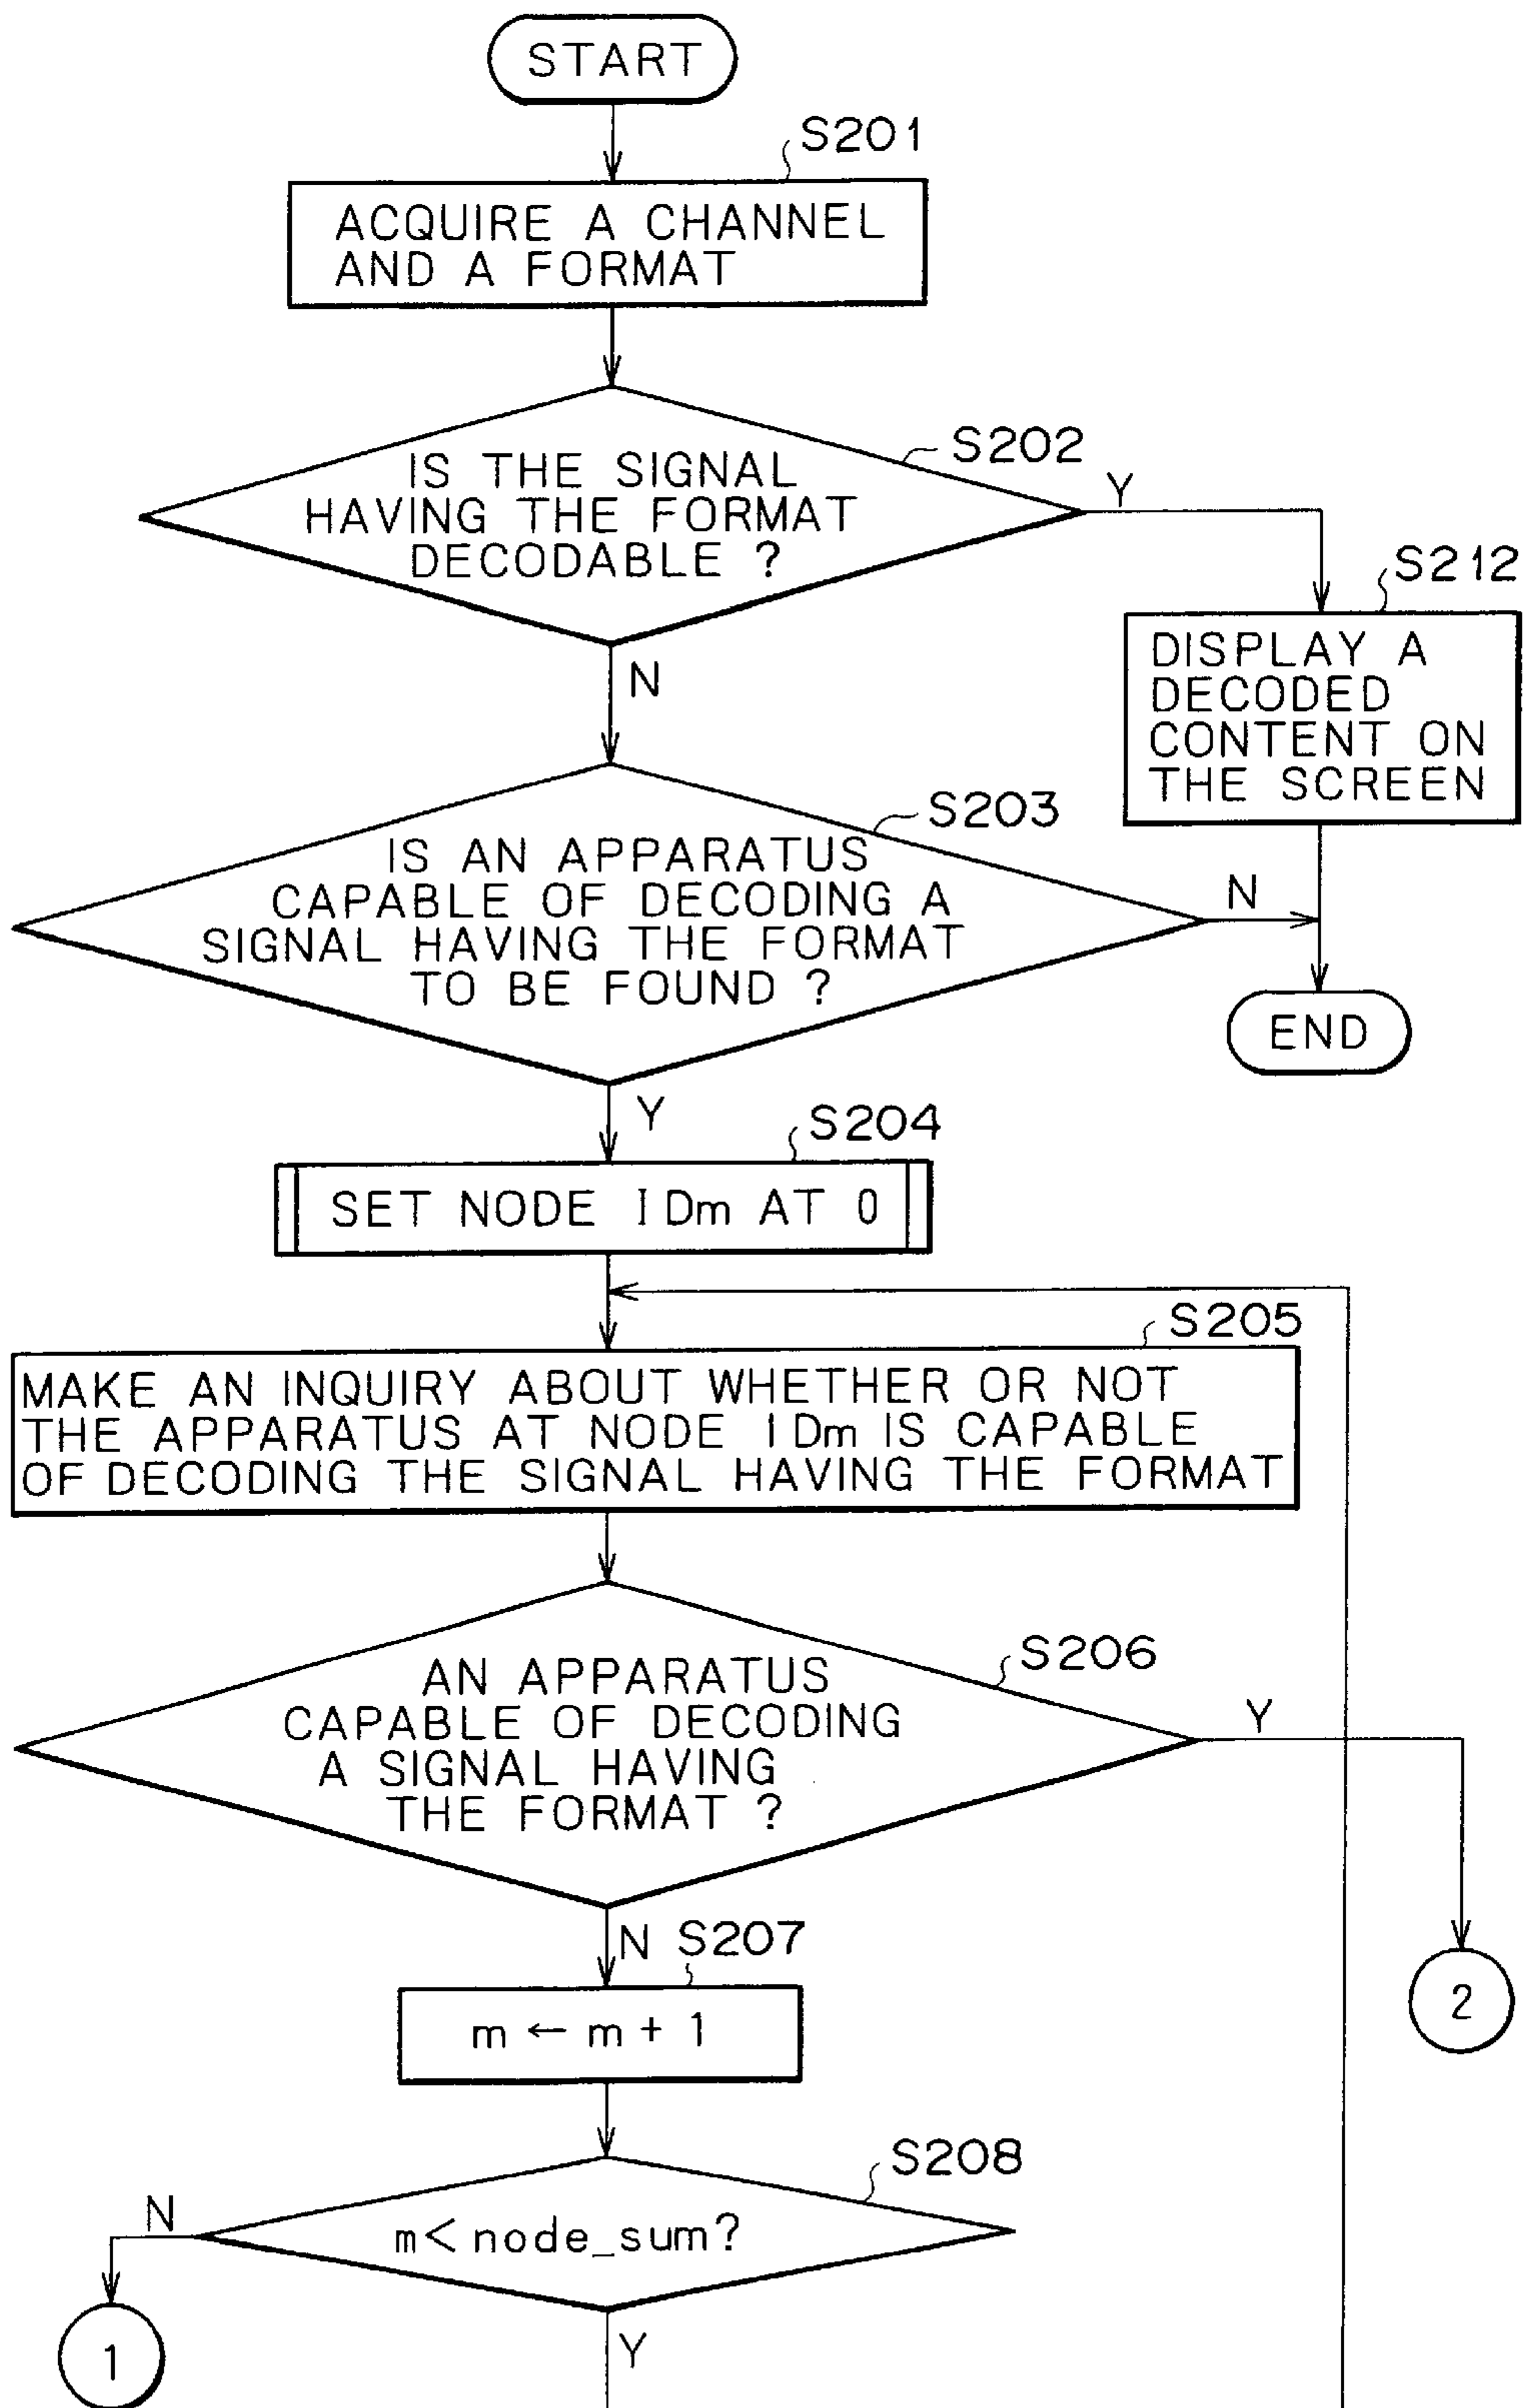 START
S201
ACQUIRE A CHANNEL
AND A FORMAT
S202
IS THE SIGNAL
HAVING THE FORMAT
DECODABLE ?
Y
N
S212
DISPLAY A
DECODED
CONTENT ON
THE SCREEN
S203
IS AN APPARATUS
CAPABLE OF DECODING A
SIGNAL HAVING THE FORMAT
TO BE FOUND ?
N
END
Y
S204
SET NODE IDm AT 0
S205
MAKE AN INQUIRY ABOUT WHETHER OR NOT
THE APPARATUS AT NODE IDm IS CAPABLE
OF DECODING THE SIGNAL HAVING THE FORMAT
S206
AN APPARATUS
CAPABLE OF DECODING
A SIGNAL HAVING
THE FORMAT ?
Y
N
S207
m ← m + 1
2
S208
m < node_sum?
N
1
Y